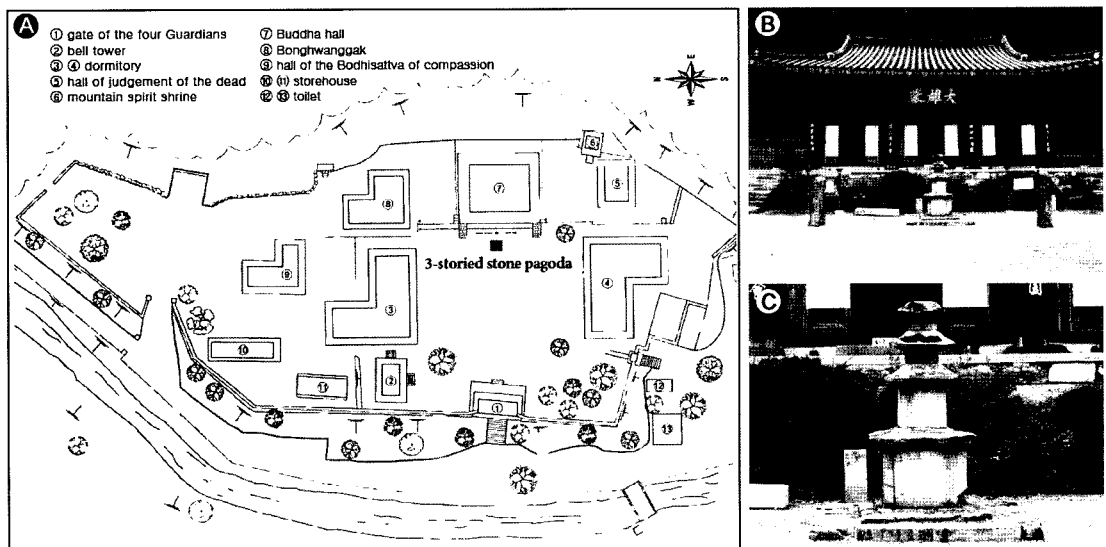 A
① gate of the four Guardians
② bell tower
③ ④ dormitory
⑤ hall of judgement of the dead
⑥ mountain spirit shrine
⑦ Buddha hall
⑧ Bonghwanggak
⑨ hall of the Bodhisattva of compassion
⑩ ⑪ storehouse
⑫ ⑬ toilet
E
N S
W
⑥
⑦
⑤
⑧
3-storied stone pagoda
⑨
④
③
⑩
②
⑪
⑫
①
⑬
B
大雄殿
C